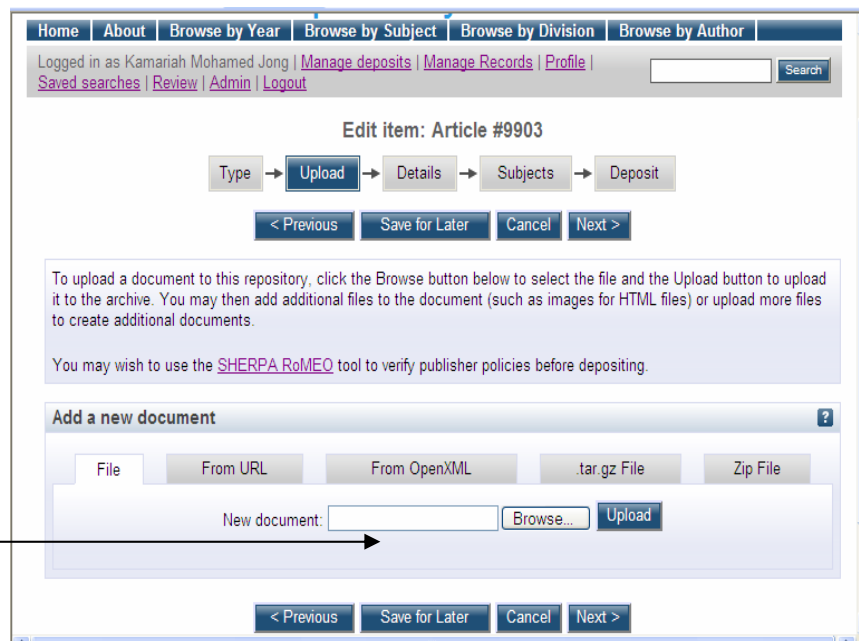 Home About Browse by Year Browse by Subject Browse by Division Browse by Author
Logged in as Kamariah Mohamed Jong | Manage deposits | Manage Records | Profile |
Saved searches | Review | Admin | Logout
Search
Edit item: Article #9903
Type Upload Details Subjects Deposit
< Previous Save for Later Cancel Next >
To upload a document to this repository, click the Browse button below to select the file and the Upload button to upload
it to the archive. You may then add additional files to the document (such as images for HTML files) or upload more files
to create additional documents.
You may wish to use the SHERPA RoMEO tool to verify publisher policies before depositing.
Add a new document ?
File From URL From OpenXML .tar.gz File Zip File
New document: Browse... Upload
< Previous Save for Later Cancel Next >